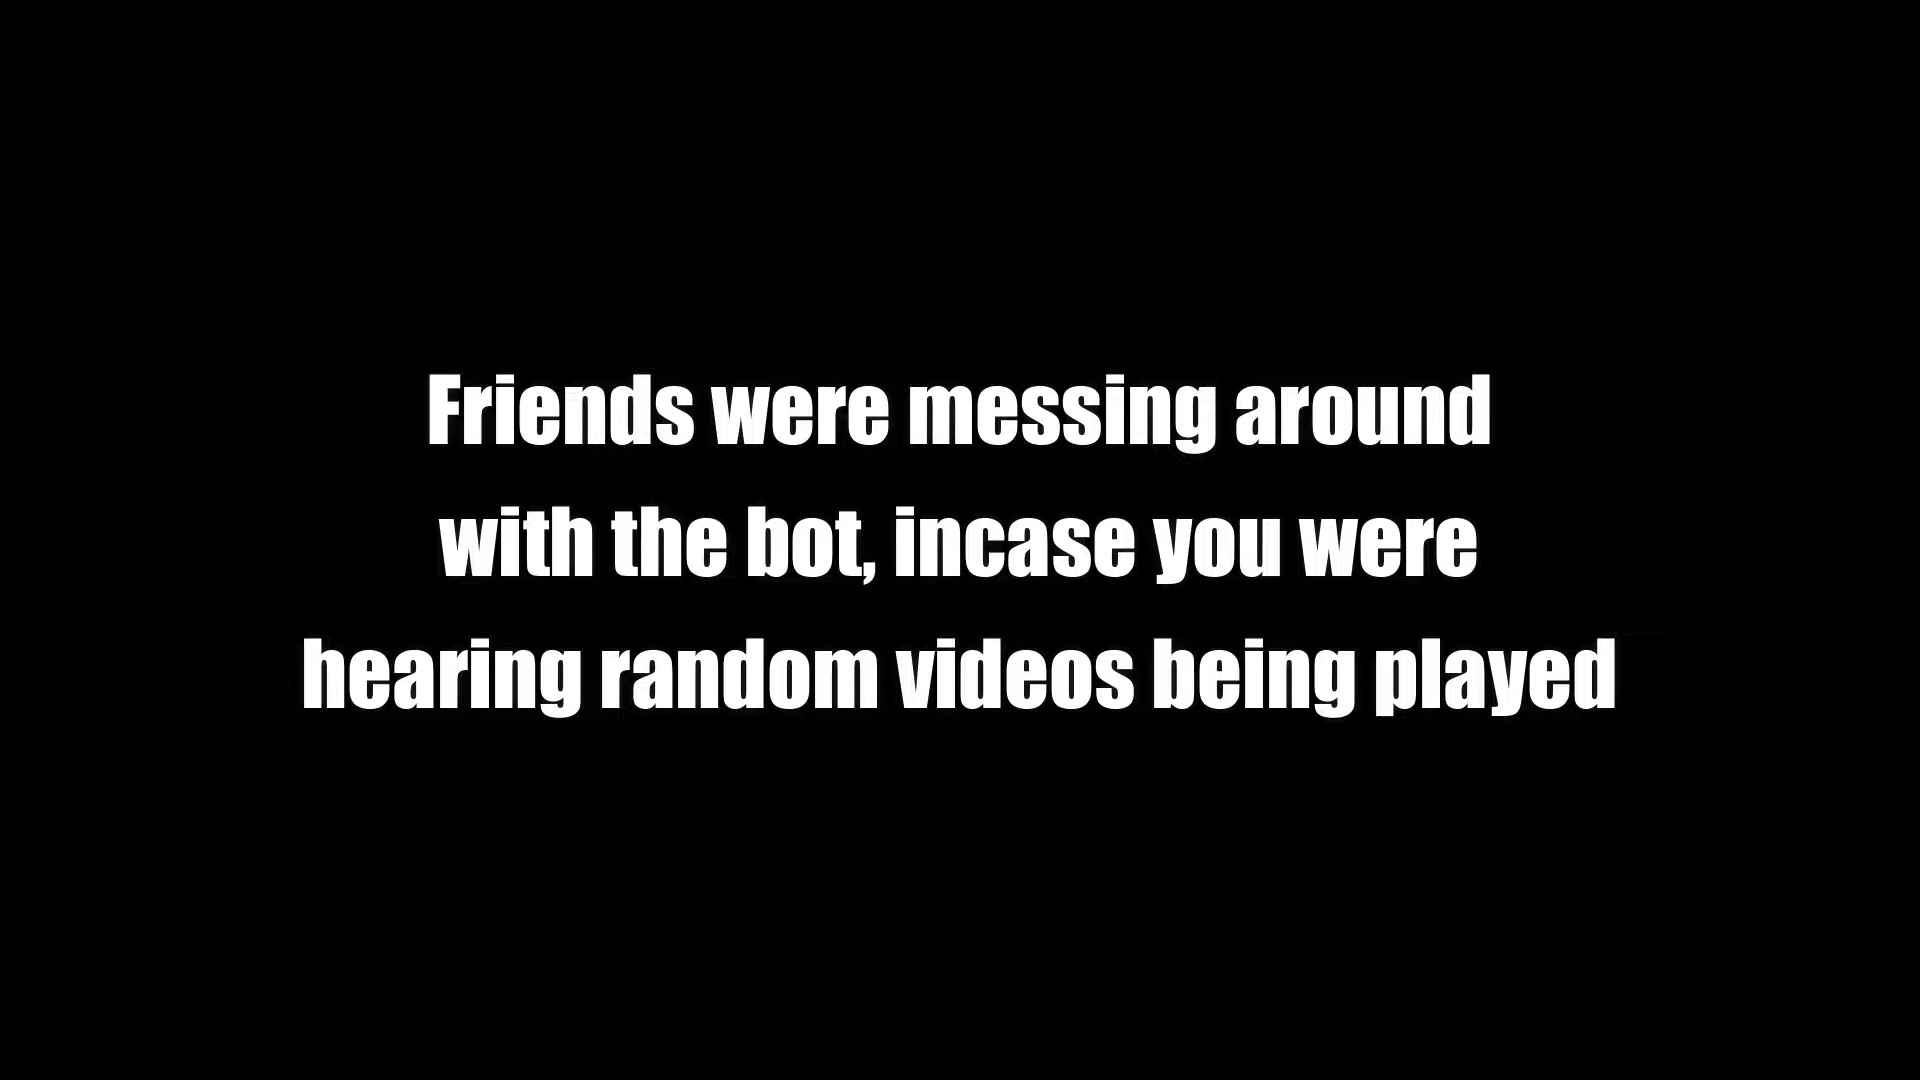 Friends were messing around
with the bot, incase you were
hearing random videos being played